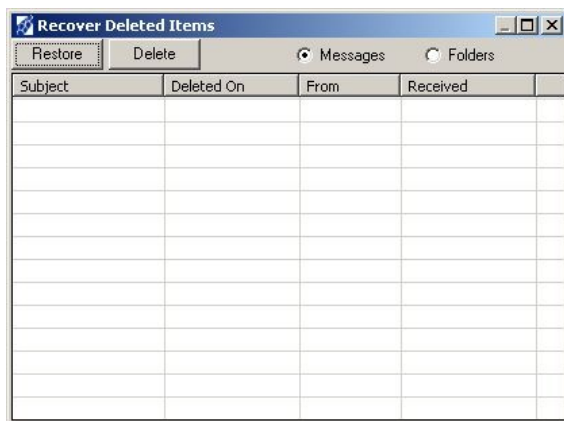 Recover Deleted Items
Restore Delete Messages Folders
Subject Deleted On From Received